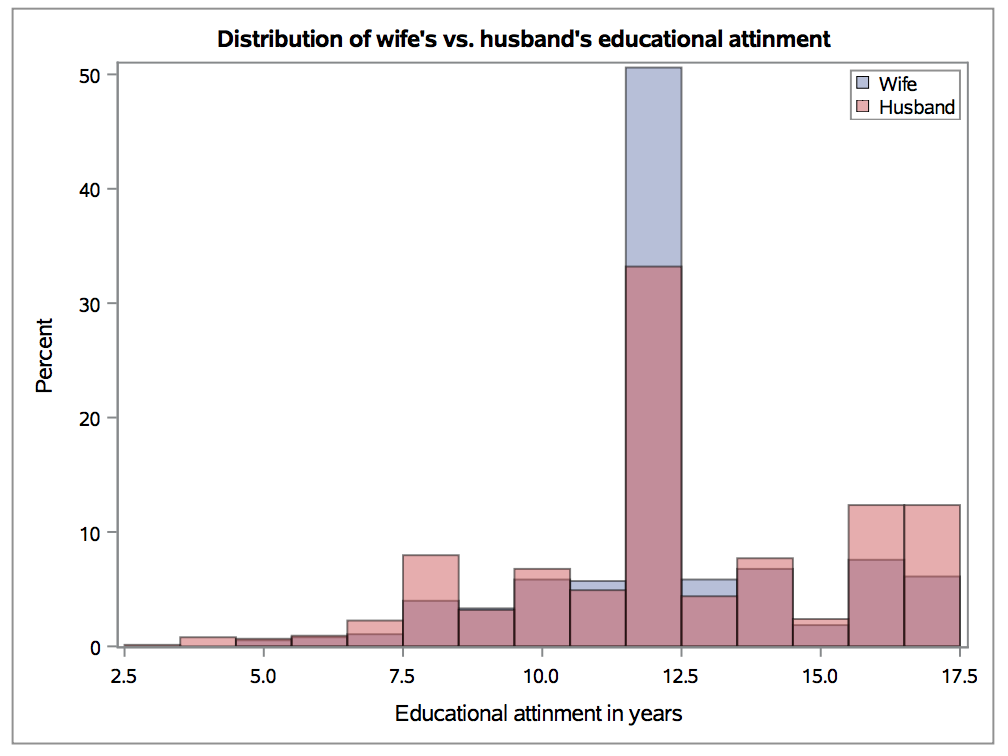 Distribution of wife's vs. husband's educational attinment
Wife
Husband
50
40
30
20
10
0
Percent
2.5 5.0 7.5 10.0 12.5 15.0 17.5
Educational attinment in years